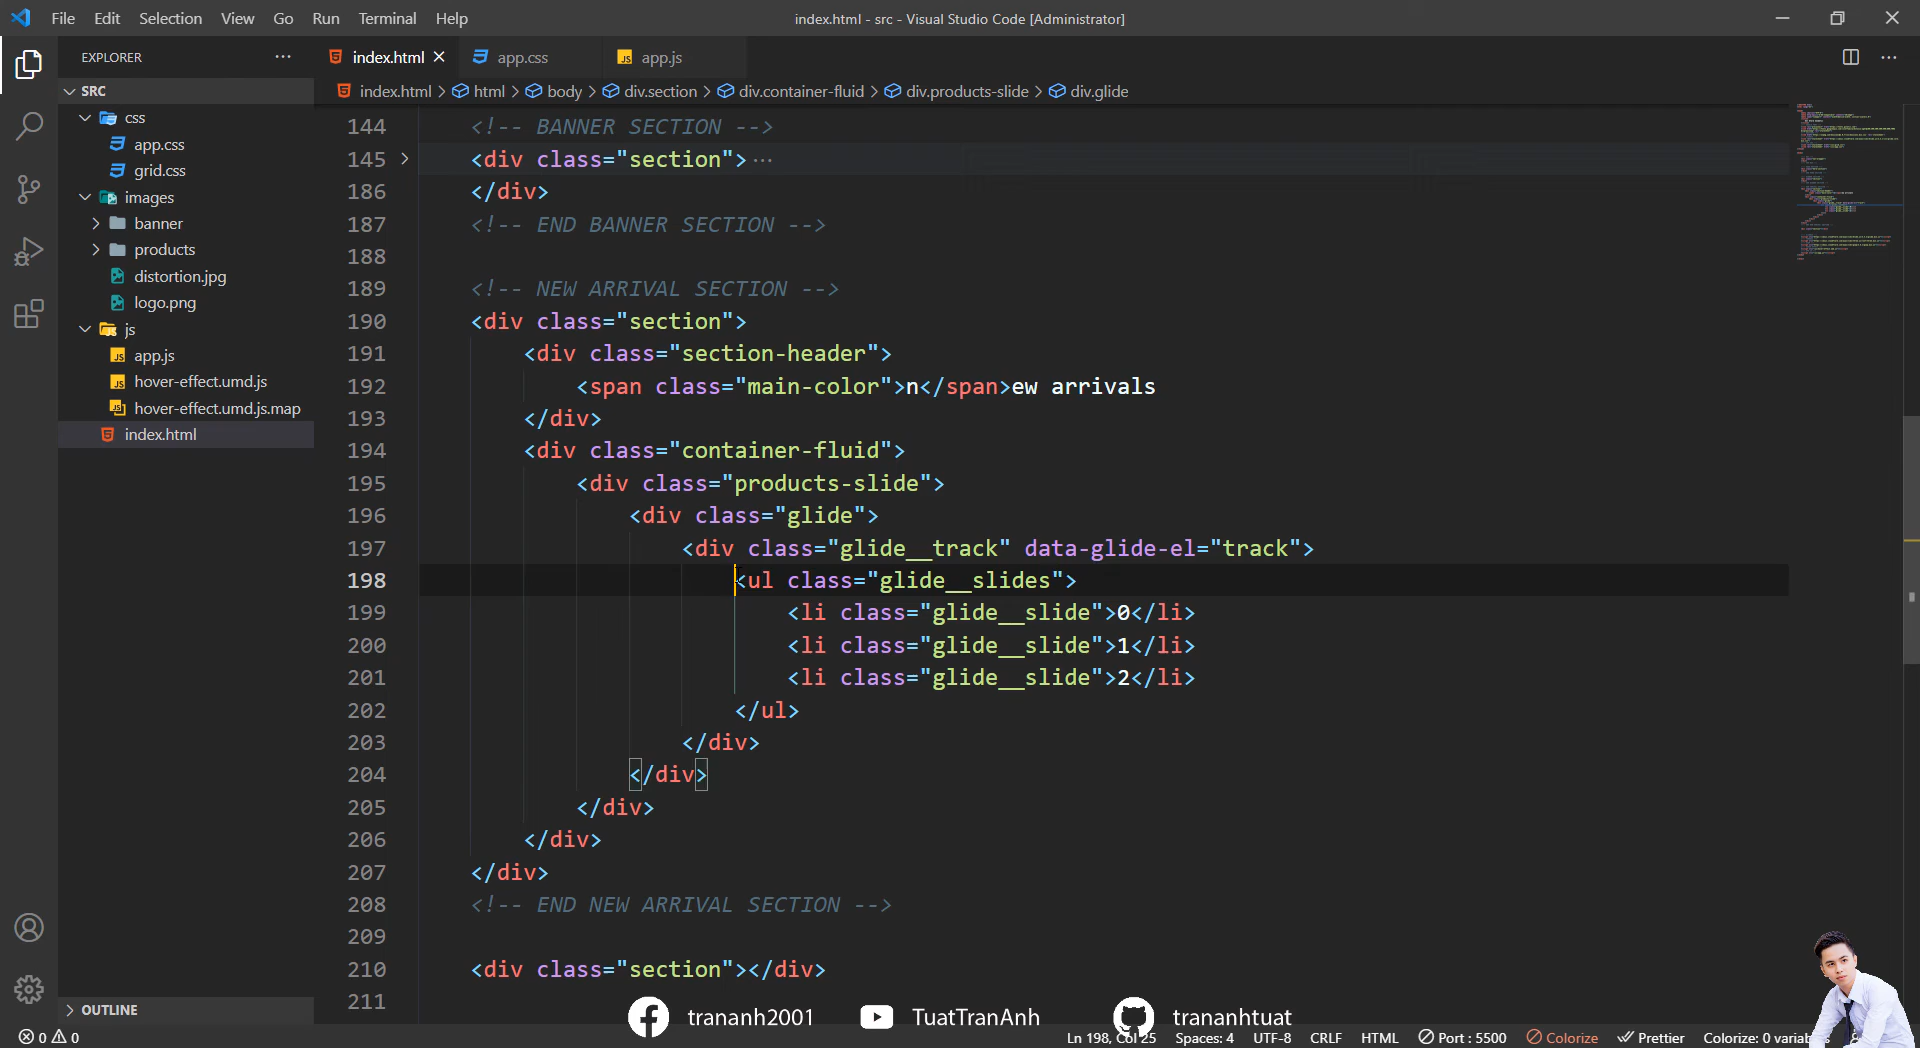 File Edit Selection View Go Run Terminal Help
index.html - src - Visual Studio Code [Administrator]
EXPLORER
index.html
app.css
JS app.js
SRC
index.html > html > body > div.section > div.container-fluid > div.products-slide > div.glide
css
app.css
grid.css
images
banner
products
distortion.jpg
logo.png
js
JS app.js
JS hover-effect.umd.js
JS hover-effect.umd.js.map
index.html
144 <!-- BANNER SECTION -->
145 <div class="section">...
186 </div>
187 <!-- END BANNER SECTION -->
188
189 <!-- NEW ARRIVAL SECTION -->
190 <div class="section">
191 <div class="section-header">
192 <span class="main-color">n</span>ew arrivals
193 </div>
194 <div class="container-fluid">
195 <div class="products-slide">
196 <div class="glide">
197 <div class="glide__track" data-glide-el="track">
198 <ul class="glide__slides">
199 <li class="glide__slide">0</li>
200 <li class="glide__slide">1</li>
201 <li class="glide__slide">2</li>
202 </ul>
203 </div>
204 </div>
205 </div>
206 </div>
207 </div>
208 <!-- END NEW ARRIVAL SECTION -->
209
210 <div class="section"></div>
211
OUTLINE
trananh2001
TuatTranAnh
trananhtuat
0 0
Ln 198, Col 25 Spaces: 4 UTF-8 CRLF HTML Port : 5500 Colorize Prettier Colorize: 0